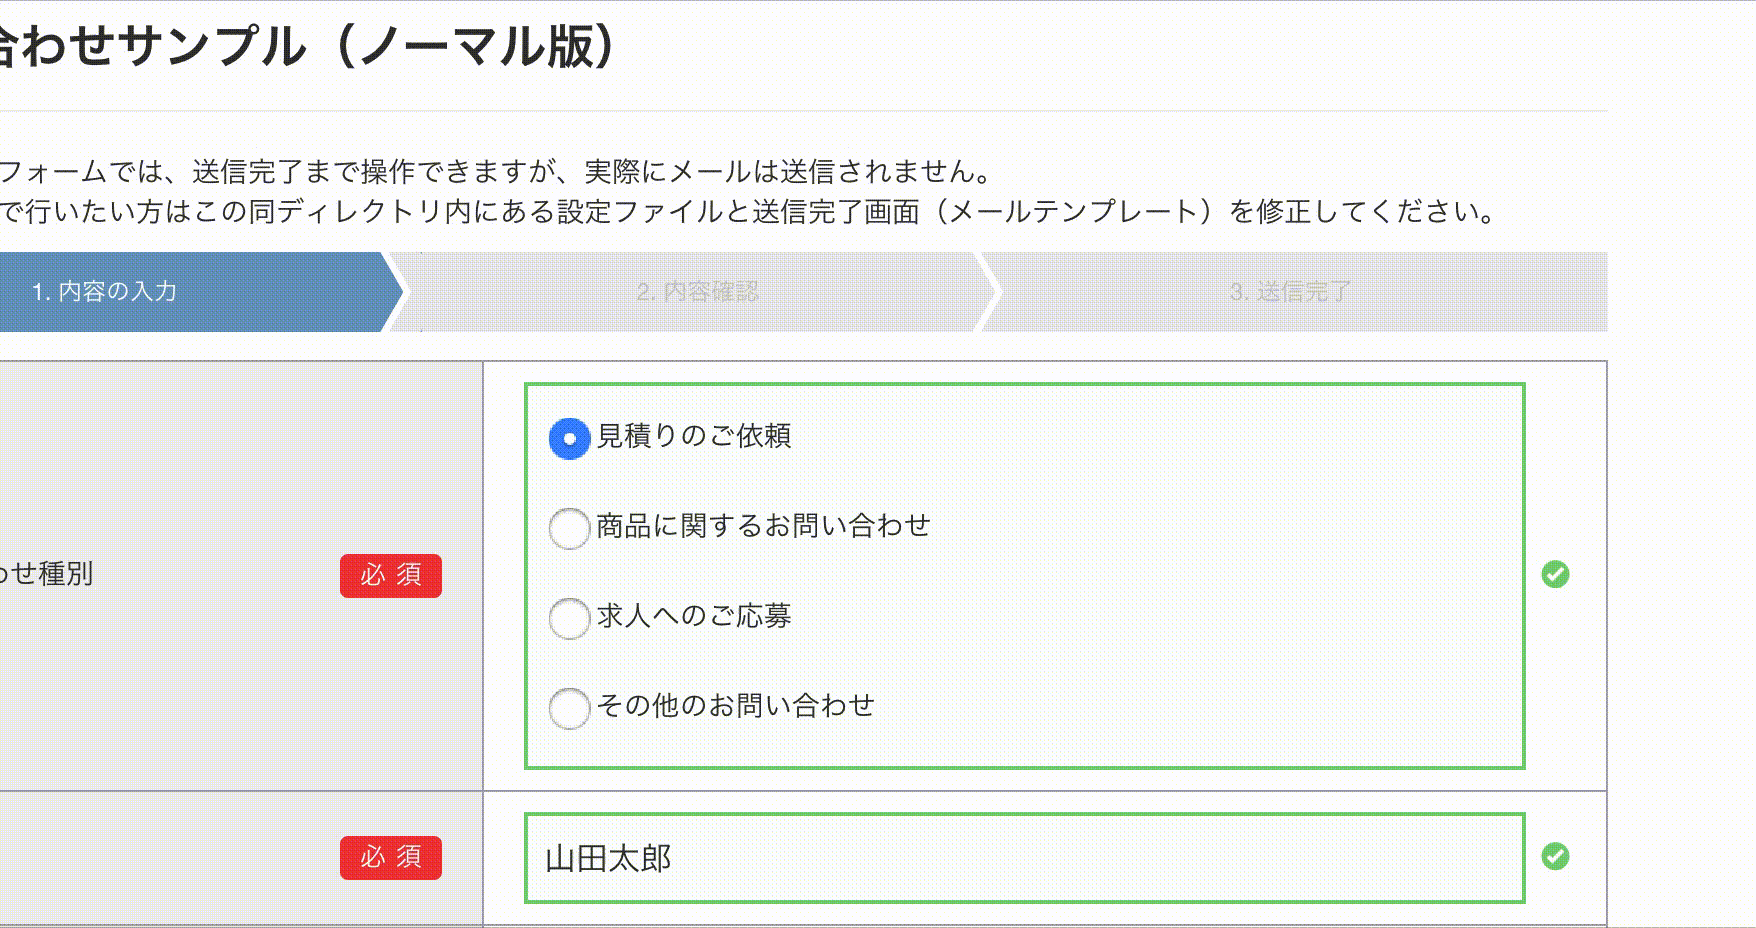 合わせサンプル（ノーマル版）
フォームでは、送信完了まで操作できますが、実際にメールは送信されません。
で行いたい方はこの同ディレクトリ内にある設定ファイルと送信完了画面（メールテンプレート）を修正してください。
1. 内容の入力
2. 内容確認
3. 送信完了
見積りのご依頼
商品に関するお問い合わせ
わせ種別
必須
求人へのご応募
その他のお問い合わせ
必須
山田太郎